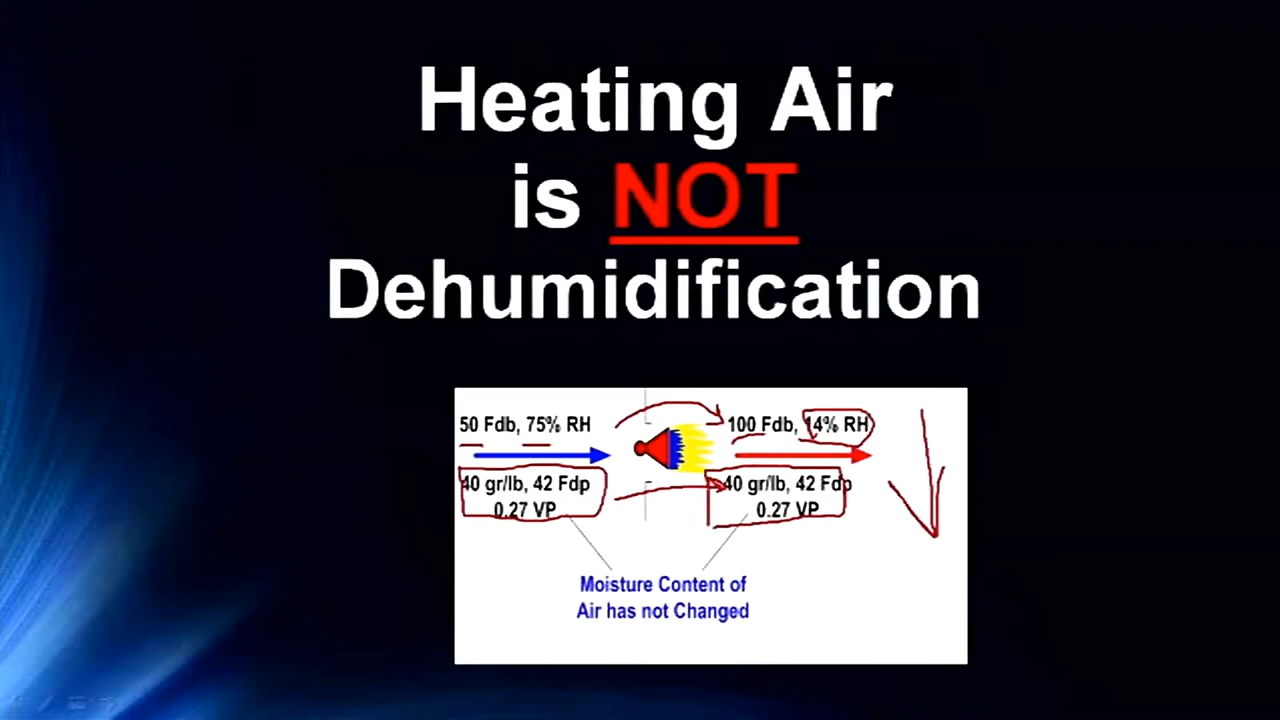 Heating Air
is NOT
Dehumidification
50 Fdb, 75% RH
100 Fdb, 14% RH
40 gr/lb, 42 Fdp
0.27 VP
40 gr/lb, 42 Fdp
0.27 VP
Moisture Content of
Air has not Changed